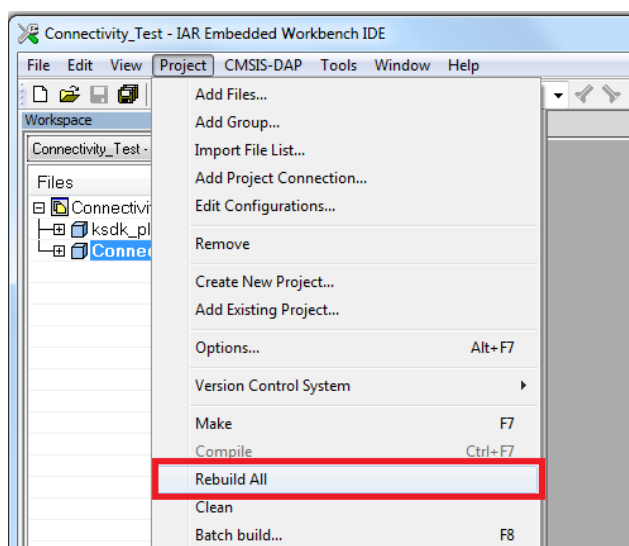 Connectivity_Test - IAR Embedded Workbench IDE
File Edit View Project CMSIS-DAP Tools Window Help
Workspace
Connectivity_Test -
Files
Connectivi
ksdk_pl
Connec
Add Files...
Add Group...
Import File List...
Add Project Connection...
Edit Configurations...
Remove
Create New Project...
Add Existing Project...
Options... Alt+F7
Version Control System
Make F7
Compile Ctrl+F7
Rebuild All
Clean
Batch build... F8